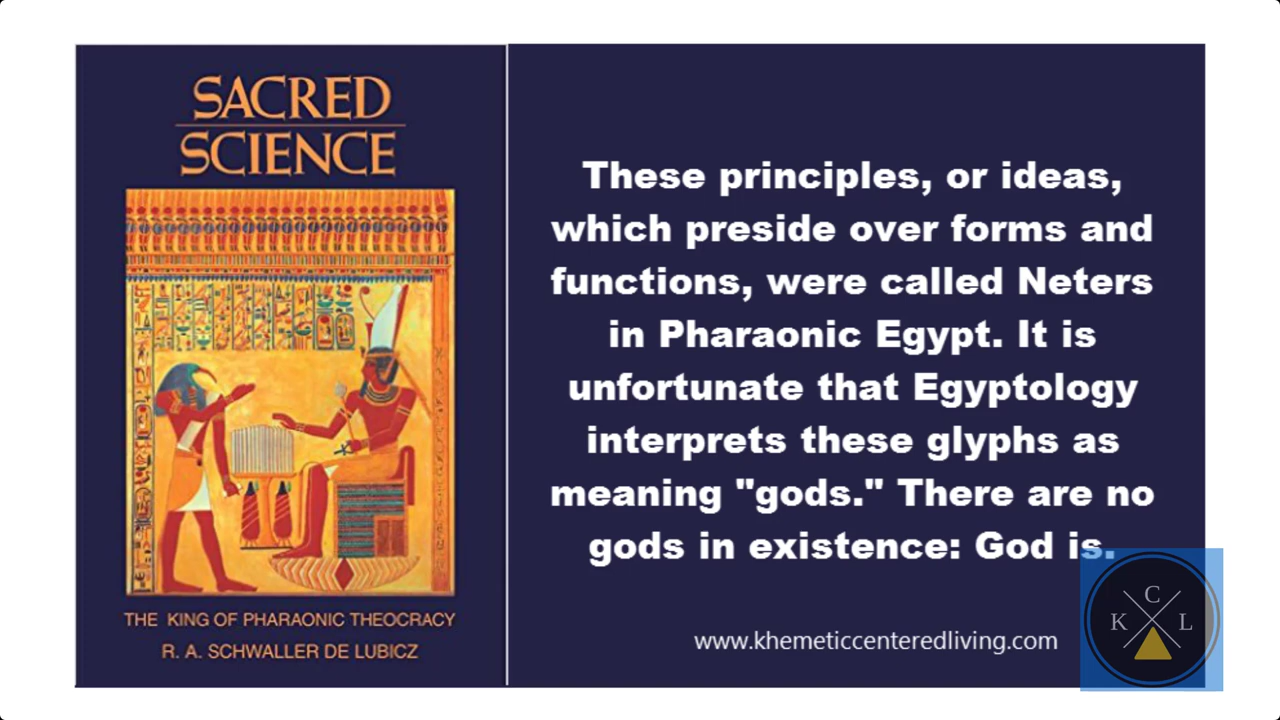 SACRED
SCIENCE
THE KING OF PHARAONIC THEOCRACY
R. A. SCHWALLER DE LUBICZ
These principles, or ideas,
which preside over forms and
functions, were called Neters
in Pharaonic Egypt. It is
unfortunate that Egyptology
interprets these glyphs as
meaning "gods." There are no
gods in existence: God is.
www.khemeticcenteredliving.com
C
K L